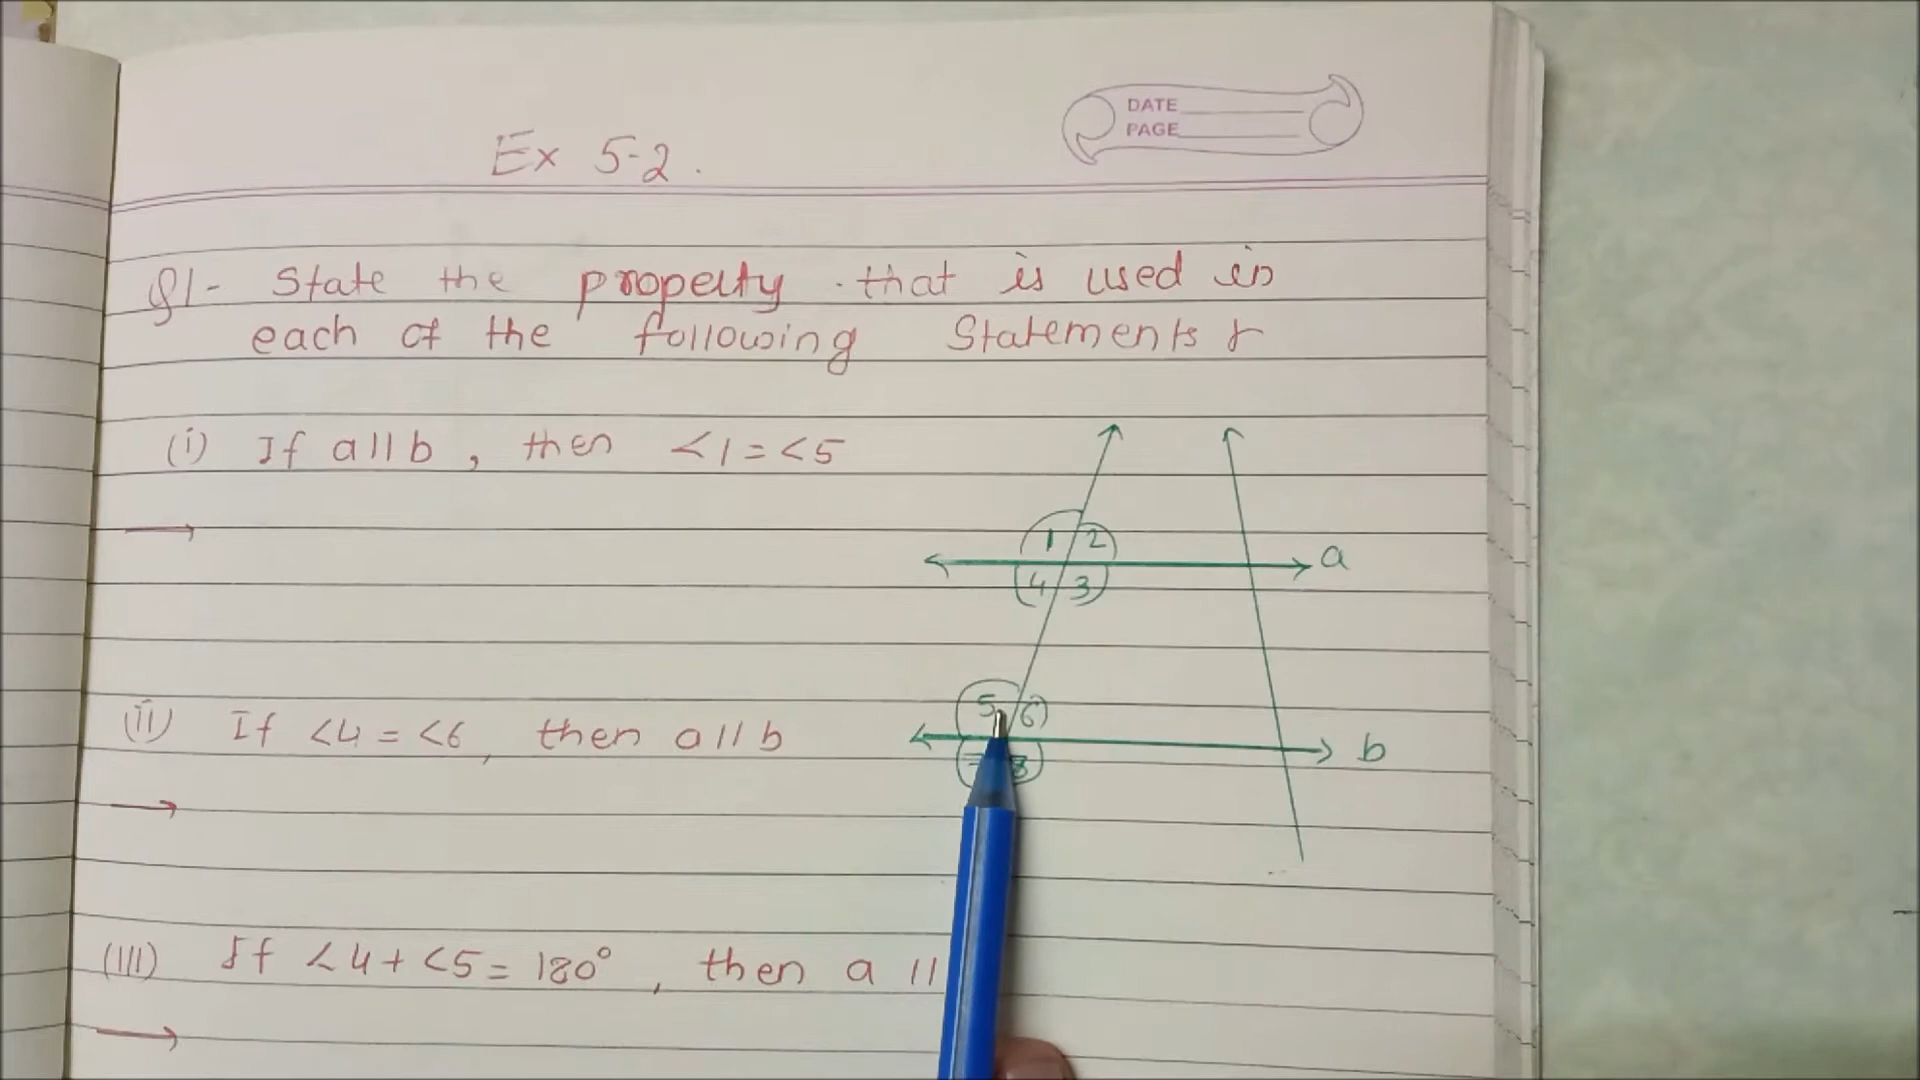 DATE
PAGE
Ex 5.2.
Q1- State the property that is used in
each of the following Statements
(i) If a||b, then <1=<5
1 2
a
4 3
5 6
(ii) If <4=<6, then a||b
b
8
(iii) If <4+<5=180°, then a ||